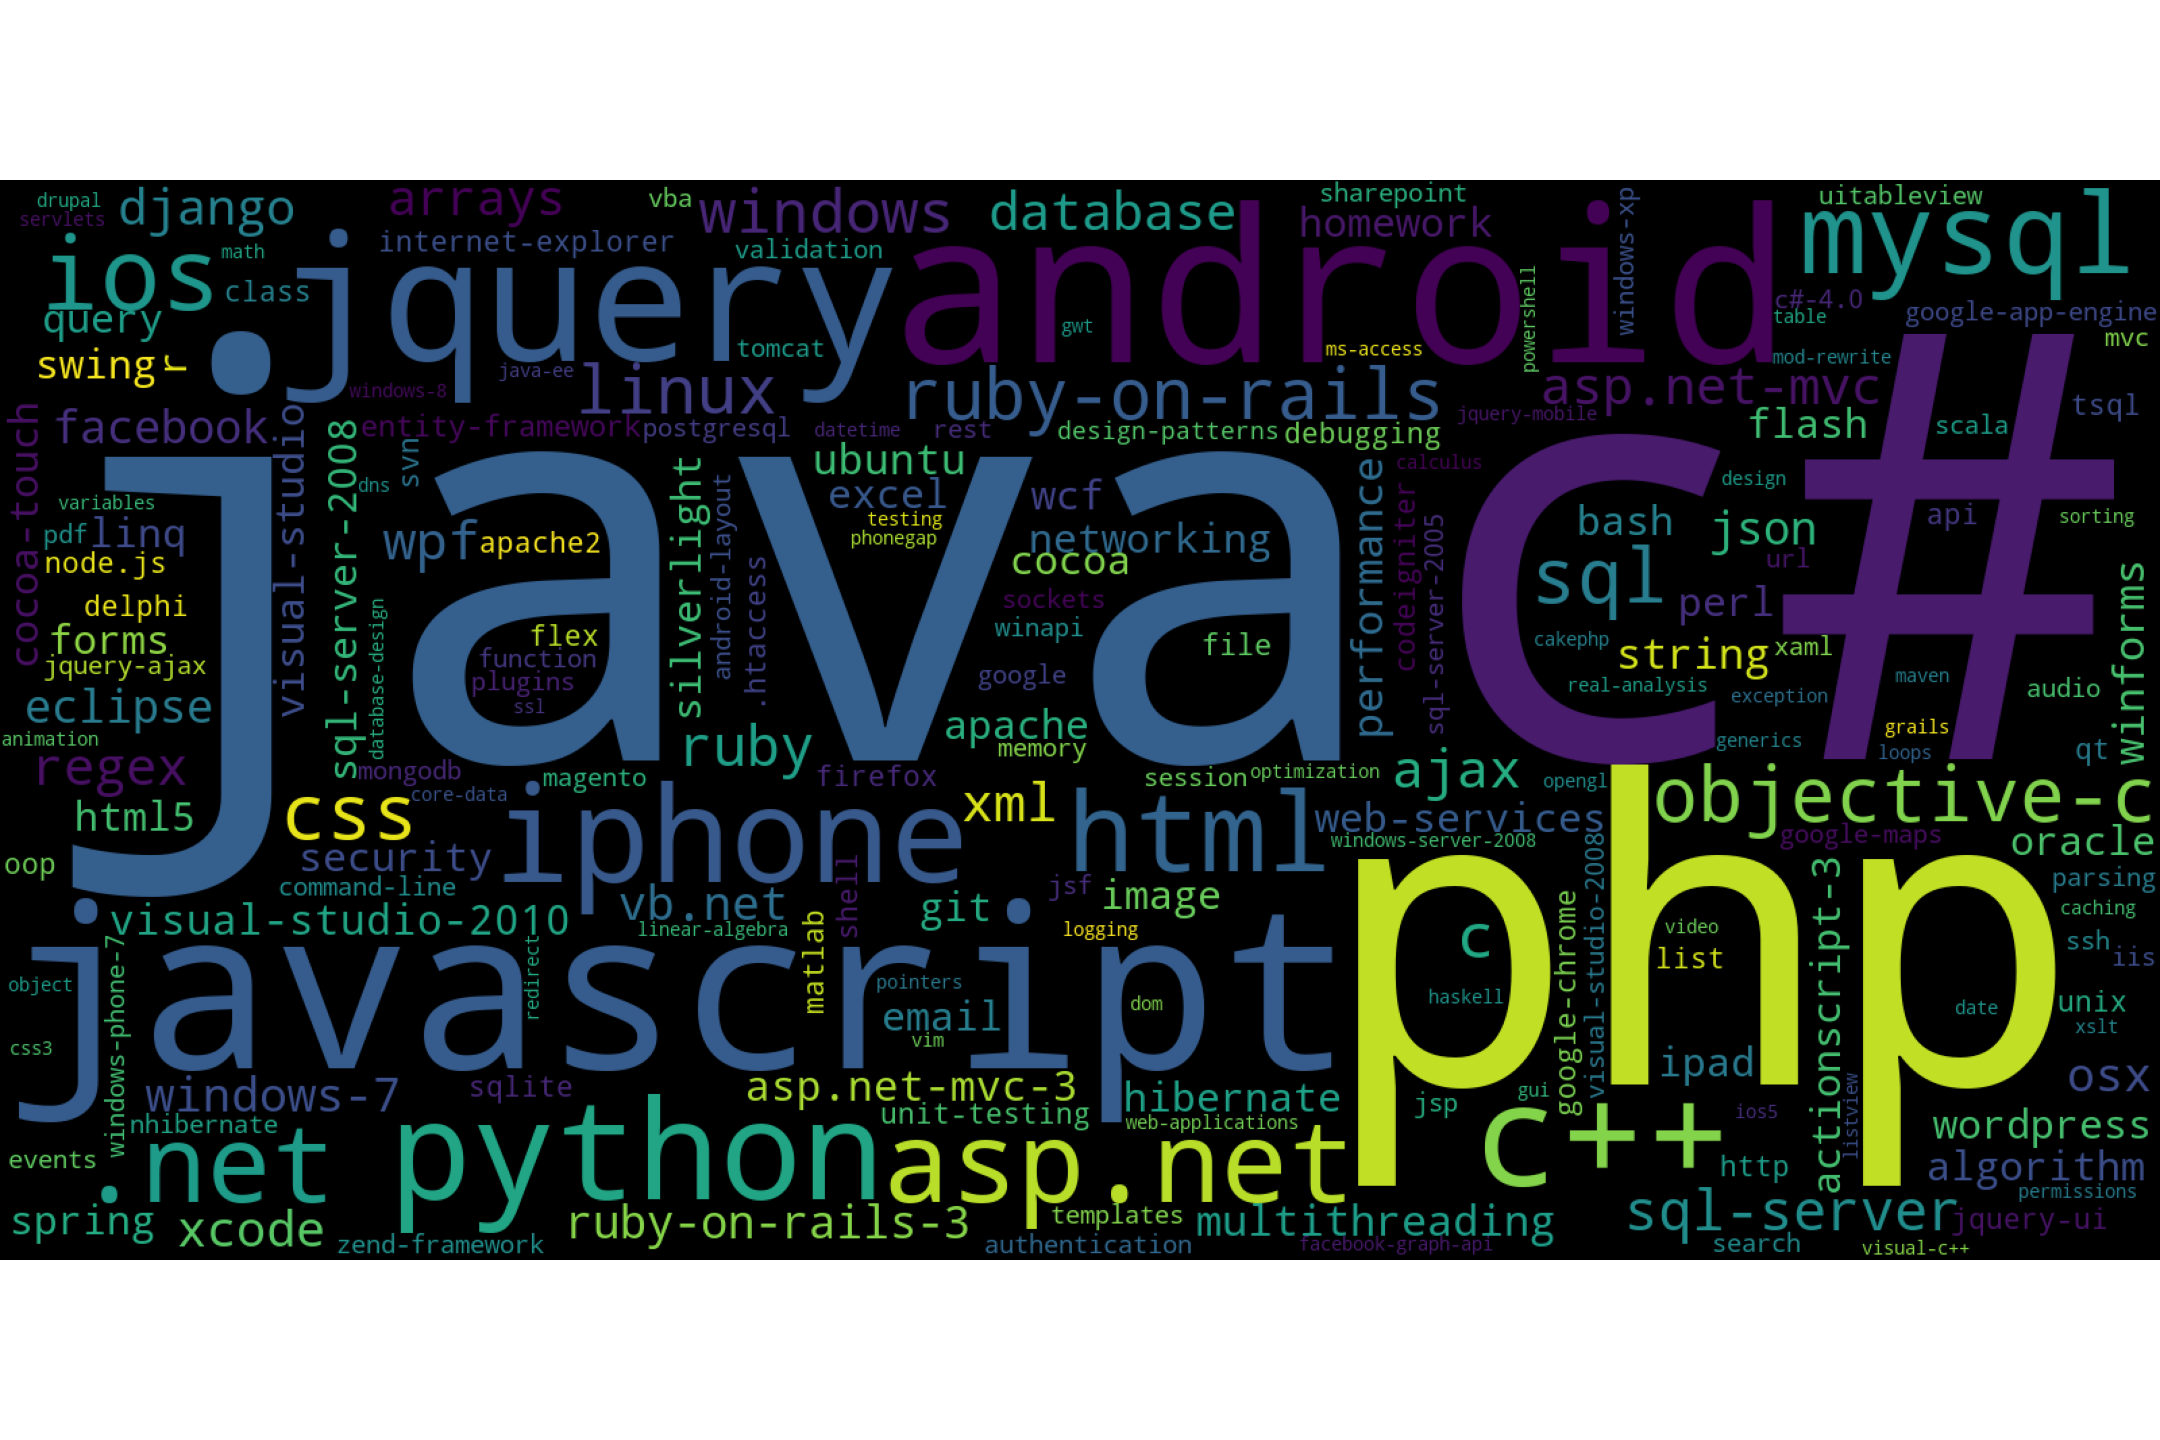 drupal
servlets
django
arrays
vba
windows
database
sharepoint
homework
windows-xp
uitableview
mysql
ios
math
class
.jquery
internet-explorer
validation
android
c#-4.0
table
google-app-engine
query
swing
r
tomcat
gwt
ms-access
powershell
mod-rewrite
mvc
java-ee
windows-8
linux
ruby-on-rails
asp.net-mvc
jquery-mobile
tsql
cocoa-touch
facebook
visual-studio
entity-framework
postgresql
datetime
rest
design-patterns
debugging
flash
scala
sql-server-2008
svn
dns
java
c#
silverlight
android-layout
ubuntu
excel
wcf
testing
phonegap
networking
cocoa
performance
calculus
codeigniter
sql-server-2005
design
bash
json
api
sorting
variables
pdf
linq
node.js
wpf
apache2
.htaccess
sockets
winapi
sql
url
perl
winforms
delphi
forms
jquery-ajax
database-design
flex
function
plugins
ssl
file
google
cakephp
string
xaml
real-analysis
exception
maven
audio
eclipse
animation
regex
ruby
apache
memory
generics
grails
loops
qt
mongodb
core-data
magento
firefox
session
optimization
ajax
opengl
html5
css
iphone
xml
html
web-services
objective-c
google-maps
oracle
windows-server-2008
visual-studio-2008
oop
security
command-line
shell
jsf
image
php
actionscript-3
parsing
caching
visual-studio-2010
vb.net
git
linear-algebra
matlab
logging
c
google-chrome
video
list
ssh
iis
javascript
object
windows-phone-7
redirect
pointers
email
vim
dom
haskell
date
unix
xslt
css3
ipad
osx
windows-7
sqlite
asp.net-mvc-3
hibernate
unit-testing
web-applications
jsp
gui
ios5
listview
nhibernate
wordpress
events
.net
python
asp.net
c++
http
algorithm
permissions
spring
xcode
zend-framework
ruby-on-rails-3
templates
authentication
multithreading
facebook-graph-api
sql-server
jquery-ui
search
visual-c++